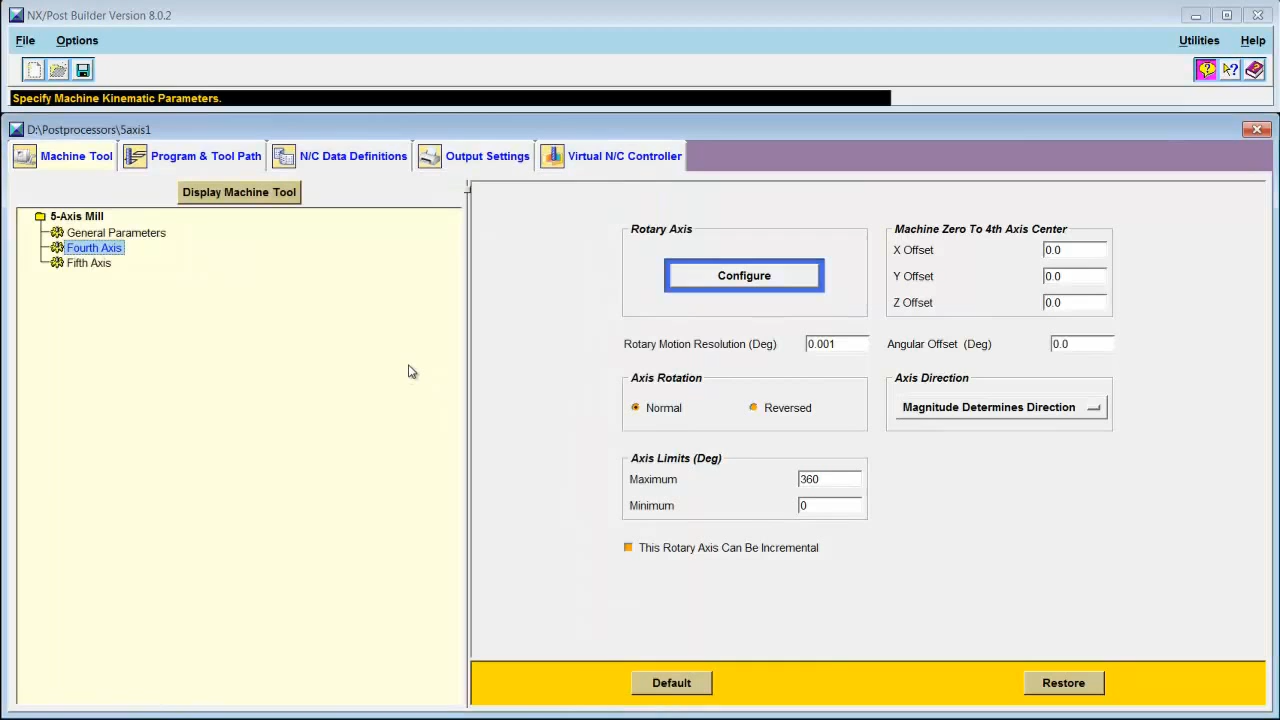 NX/Post Builder Version 8.0.2
File Options Utilities Help
Specify Machine Kinematic Parameters.
D:\Postprocessors\5axis1
Machine Tool Program & Tool Path N/C Data Definitions Output Settings Virtual N/C Controller
Display Machine Tool
5-Axis Mill
General Parameters
Fourth Axis
Fifth Axis
Rotary Axis
Configure
Machine Zero To 4th Axis Center
X Offset 0.0
Y Offset 0.0
Z Offset 0.0
Rotary Motion Resolution (Deg) 0.001
Angular Offset (Deg) 0.0
Axis Rotation
Normal Reversed
Axis Direction
Magnitude Determines Direction
Axis Limits (Deg)
Maximum 360
Minimum 0
This Rotary Axis Can Be Incremental
Default Restore